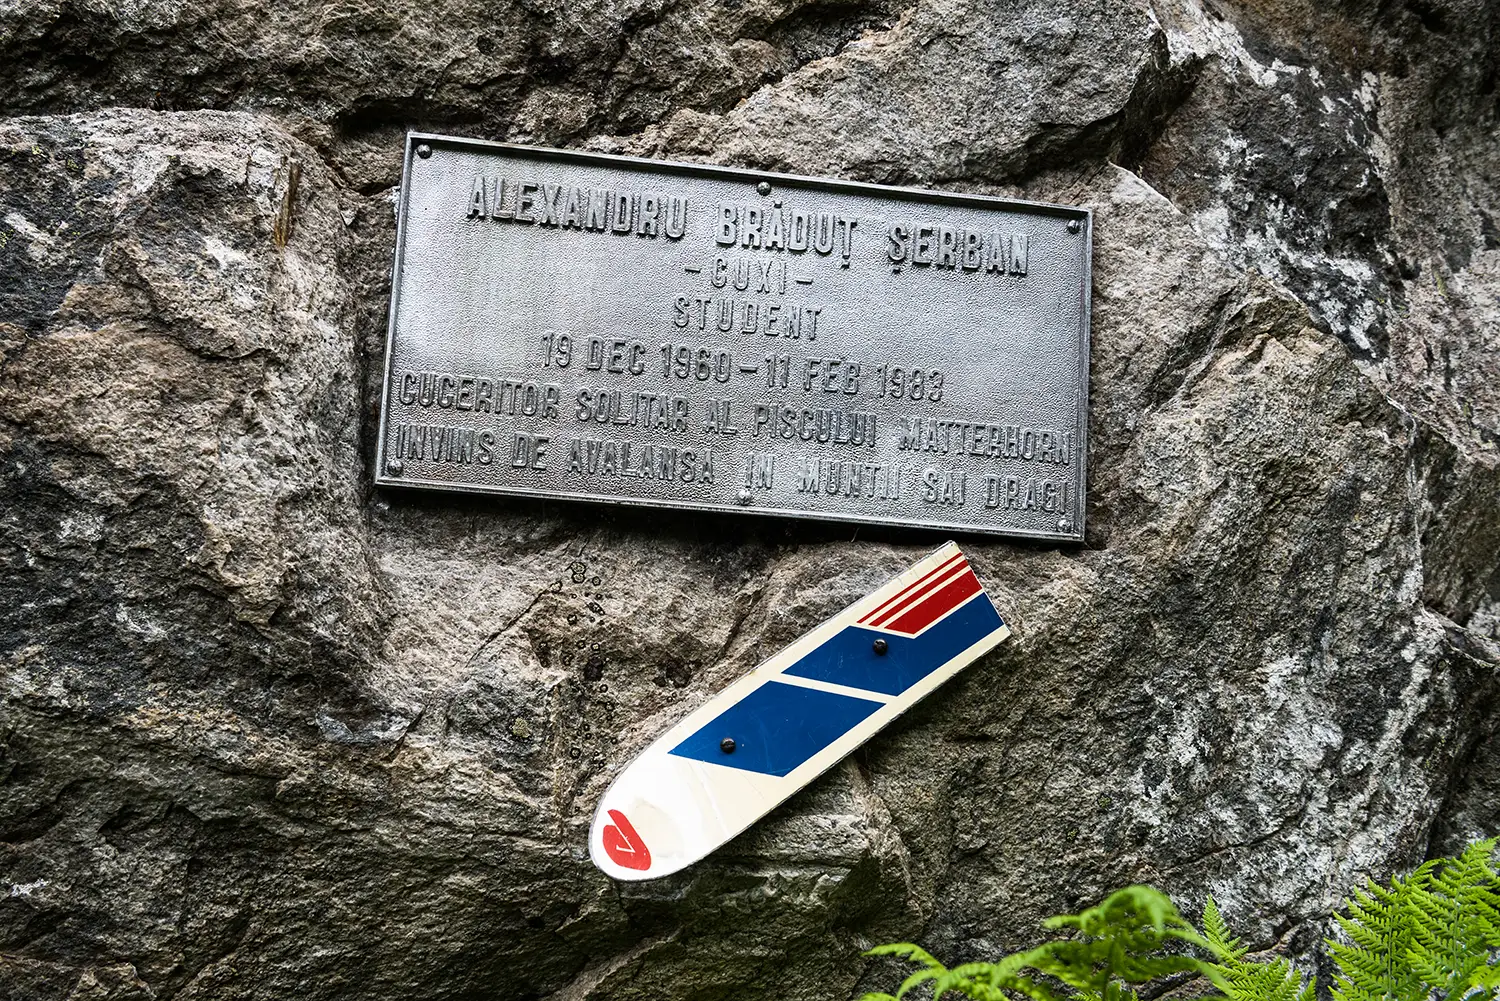 ALEXANDRU BRĂDUȚ ȘERBAN
-CUXI-
STUDENT
19 DEC 1960-11 FEB 1983
CUCERITOR SOLITAR AL PISCULUI MATTERHORN
INVINS DE AVALANSA IN MUNTII SAI DRAGI